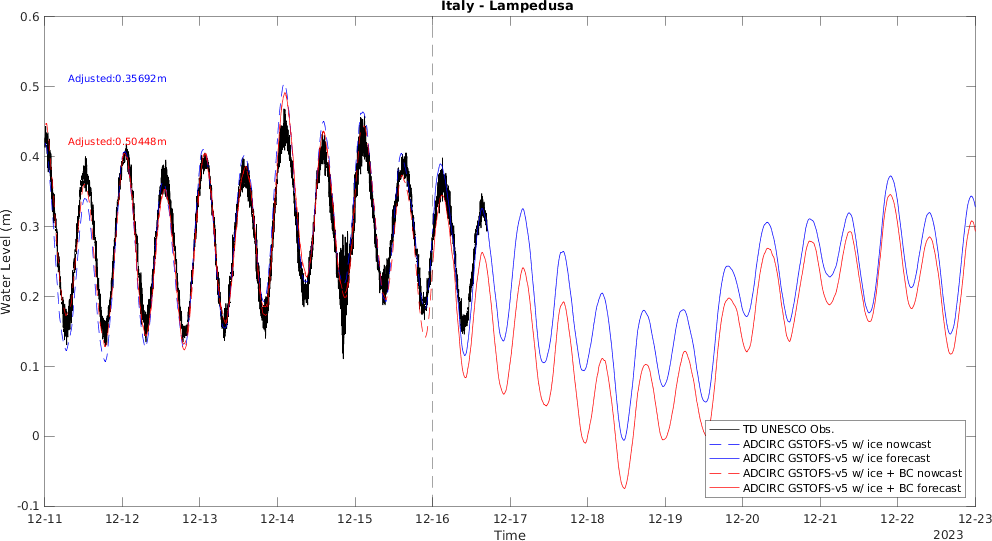 Italy - Lampedusa
0.6
0.5
0.4
0.3
0.2
0.1
0
-0.1
Water Level (m)
Adjusted:0.35692m
Adjusted:0.50448m
TD UNESCO Obs.
ADCIRC GSTOFS-v5 w/ ice nowcast
ADCIRC GSTOFS-v5 w/ ice forecast
ADCIRC GSTOFS-v5 w/ ice + BC nowcast
ADCIRC GSTOFS-v5 w/ ice + BC forecast
12-11 12-12 12-13 12-14 12-15 12-16 12-17 12-18 12-19 12-20 12-21 12-22 12-23
Time
2023